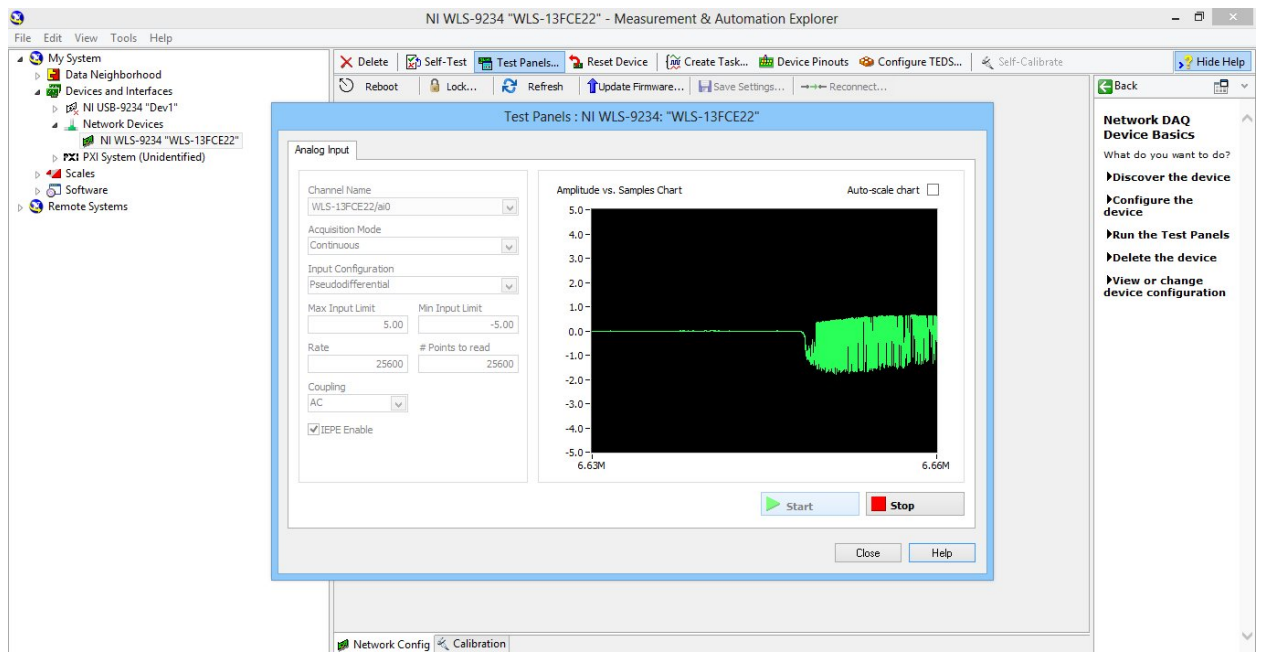 NI WLS-9234 "WLS-13FCE22" - Measurement & Automation Explorer
File Edit View Tools Help
My System
Data Neighborhood
Devices and Interfaces
NI USB-9234 "Dev1"
Network Devices
NI WLS-9234 "WLS-13FCE22"
PXI PXI System (Unidentified)
Scales
Software
Remote Systems
Delete Self-Test Test Panels... Reset Device Create Task... Device Pinouts Configure TEDS... Self-Calibrate Hide Help
Reboot Lock... Refresh Update Firmware... Save Settings... Reconnect...
Test Panels : NI WLS-9234: "WLS-13FCE22"
Analog Input
Channel Name
WLS-13FCE22/ai0
Acquisition Mode
Continuous
Input Configuration
Pseudodifferential
Max Input Limit Min Input Limit
5.00 -5.00
Rate # Points to read
25600 25600
Coupling
AC
IEPE Enable
Amplitude vs. Samples Chart Auto-scale chart
5.0
4.0
3.0
2.0
1.0
0.0
-1.0
-2.0
-3.0
-4.0
-5.0
6.63M 6.66M
Start Stop
Close Help
Network Config Calibration
Back
Network DAQ
Device Basics
What do you want to do?
Discover the device
Configure the
device
Run the Test Panels
Delete the device
View or change
device configuration